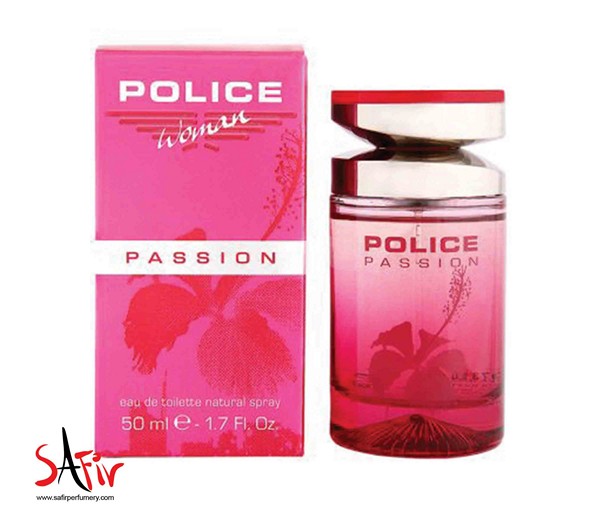 POLICE
Woman
PASSION
eau de toilette natural spray
50 ml ℮ - 1.7 Fl. Oz.
POLICE
PASSION
SAFir
www.safirperfumery.com